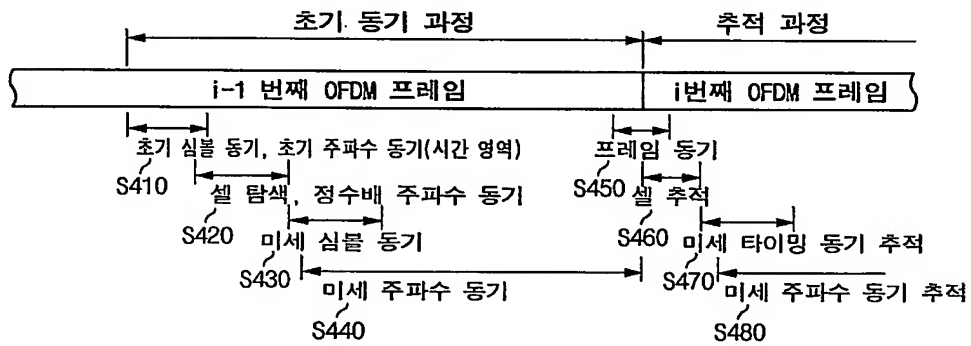 초기 동기 과정
추적 과정
i-1 번째 OFDM 프레임
i번째 OFDM 프레임
초기 심볼 동기, 초기 주파수 동기(시간 영역)
프레임 동기
S410
S450
셀 탐색, 정수배 주파수 동기
셀 추적
S420
S460
미세 심볼 동기
미세 타이밍 동기 추적
S430
S470
미세 주파수 동기
미세 주파수 동기 추적
S440
S480